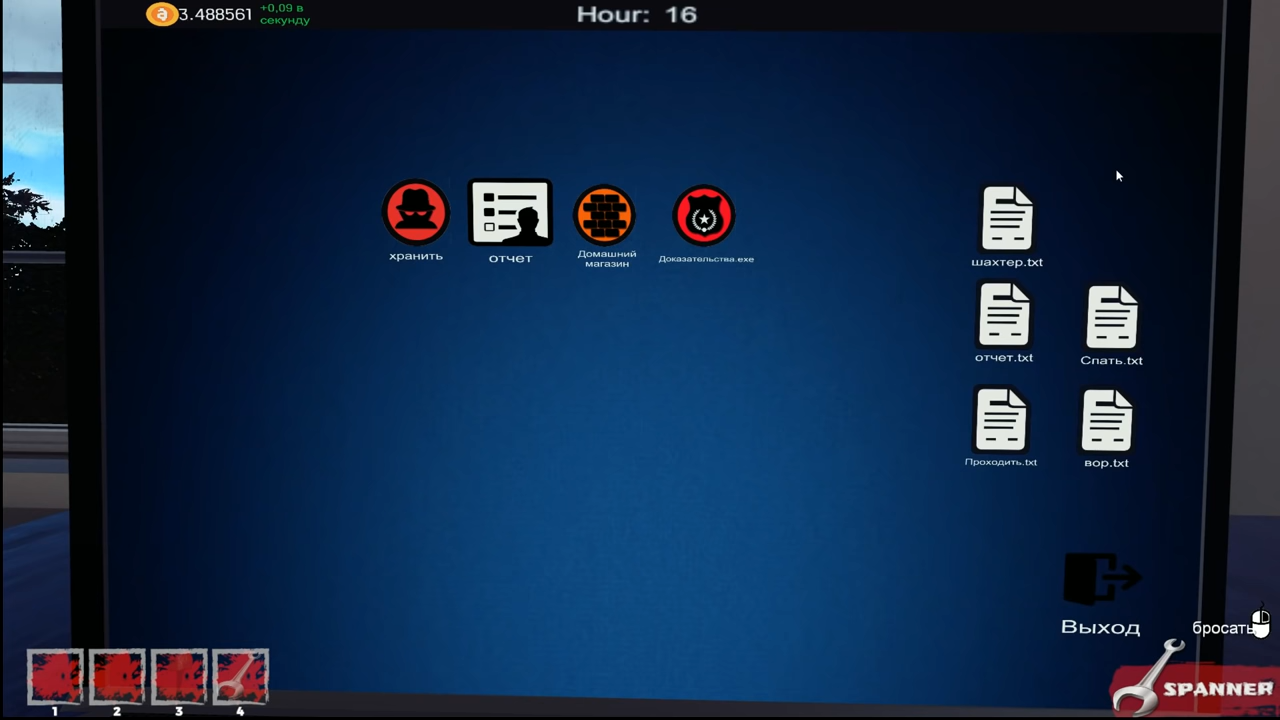 3.488561
+0,09 в
секунду
Hour: 16
хранить
отчет
Домашний
магазин
Доказательства.exe
шахтер.txt
отчет.txt
Спать.txt
Проходить.txt
вор.txt
Выход
бросать
SPANNER
1
2
3
4